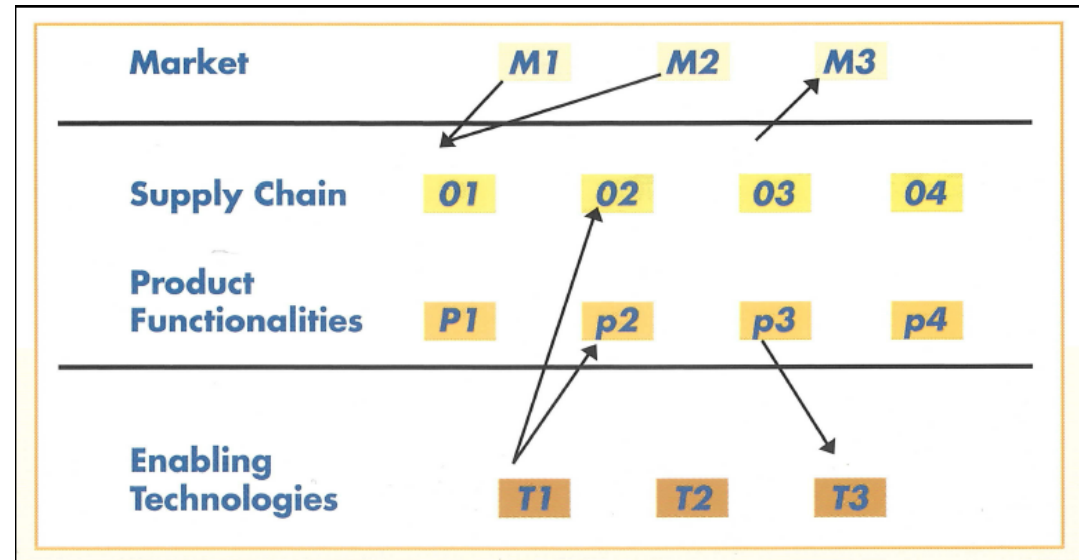 Market M1 M2 M3
Supply Chain 01 02 03 04
Product
Functionalities P1 p2 p3 p4
Enabling
Technologies T1 T2 T3